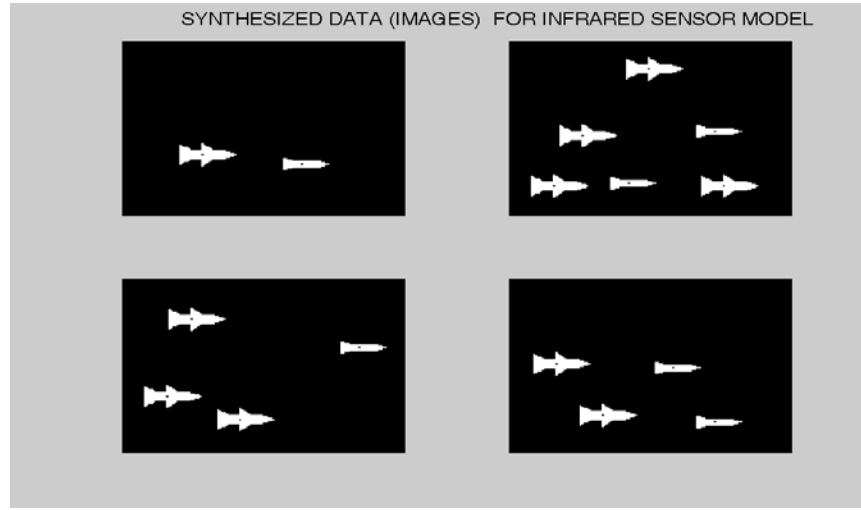 SYNTHESIZED DATA (IMAGES) FOR INFRARED SENSOR MODEL